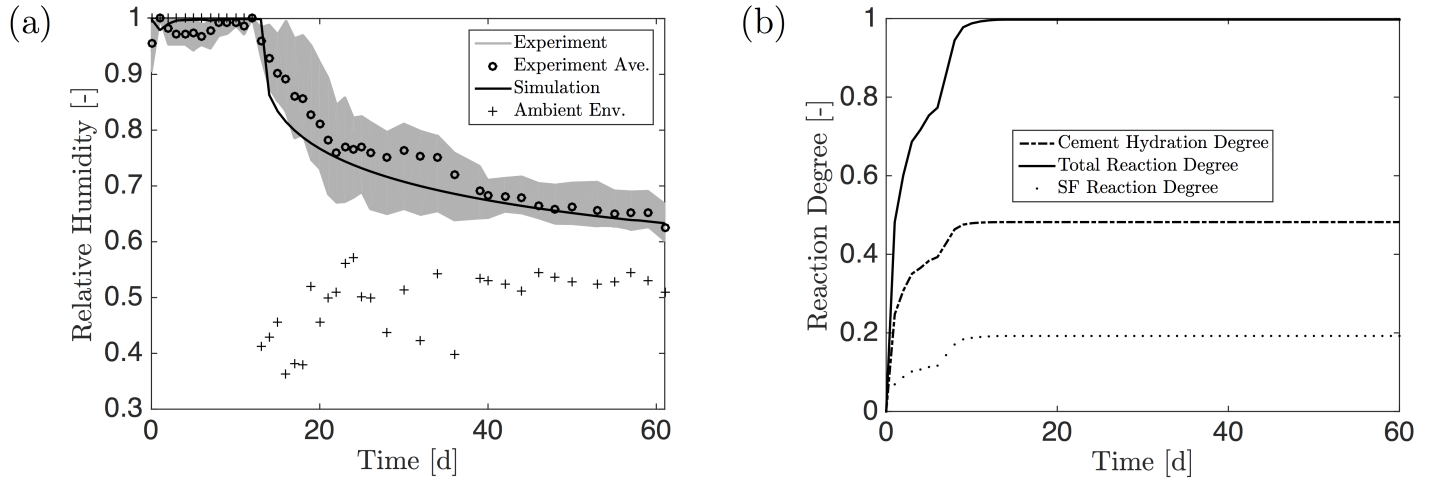 (a)
Relative Humidity [-]
1
0.9
0.8
0.7
0.6
0.5
0.4
0.3
0
20
40
60
Time [d]
Experiment
Experiment Ave.
Simulation
Ambient Env.
(b)
Reaction Degree [-]
1
0.8
0.6
0.4
0.2
0
0
20
40
60
Time [d]
Cement Hydration Degree
Total Reaction Degree
SF Reaction Degree